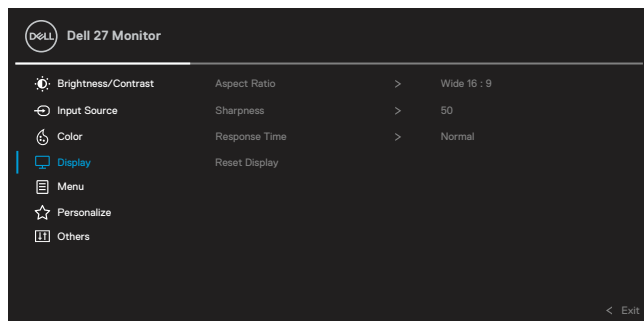 DELL Dell 27 Monitor
Brightness/Contrast Aspect Ratio > Wide 16 : 9
Input Source Sharpness > 50
Color Response Time > Normal
Display Reset Display
Menu
Personalize
Others
< Exit